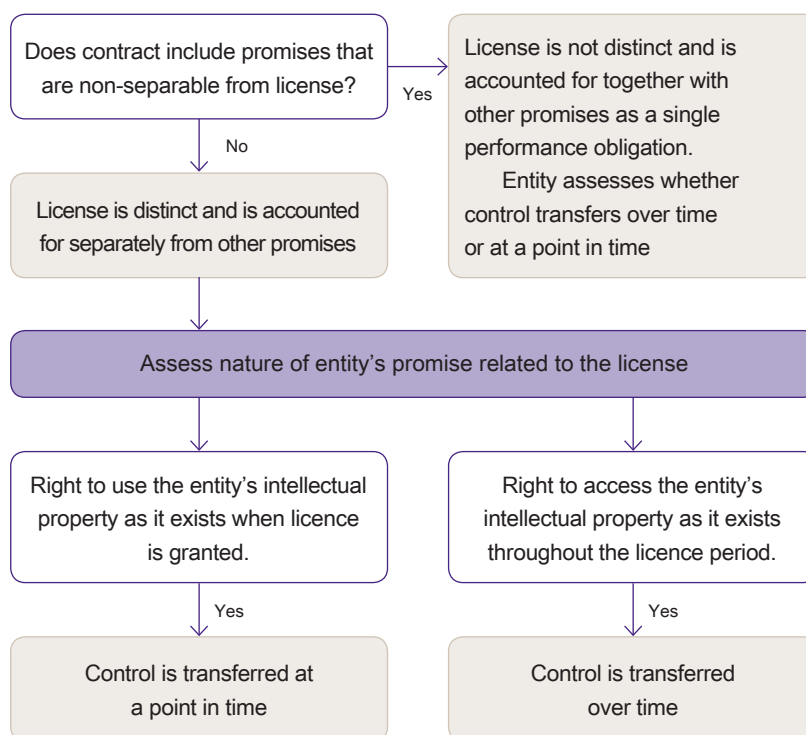 Does contract include promises that
are non-separable from license?
Yes
License is not distinct and is
accounted for together with
other promises as a single
performance obligation.
Entity assesses whether
control transfers over time
or at a point in time
No
License is distinct and is accounted
for separately from other promises
Assess nature of entity's promise related to the license
Right to use the entity's intellectual
property as it exists when licence
is granted.
Right to access the entity's
intellectual property as it exists
throughout the licence period.
Yes
Yes
Control is transferred at
a point in time
Control is transferred
over time